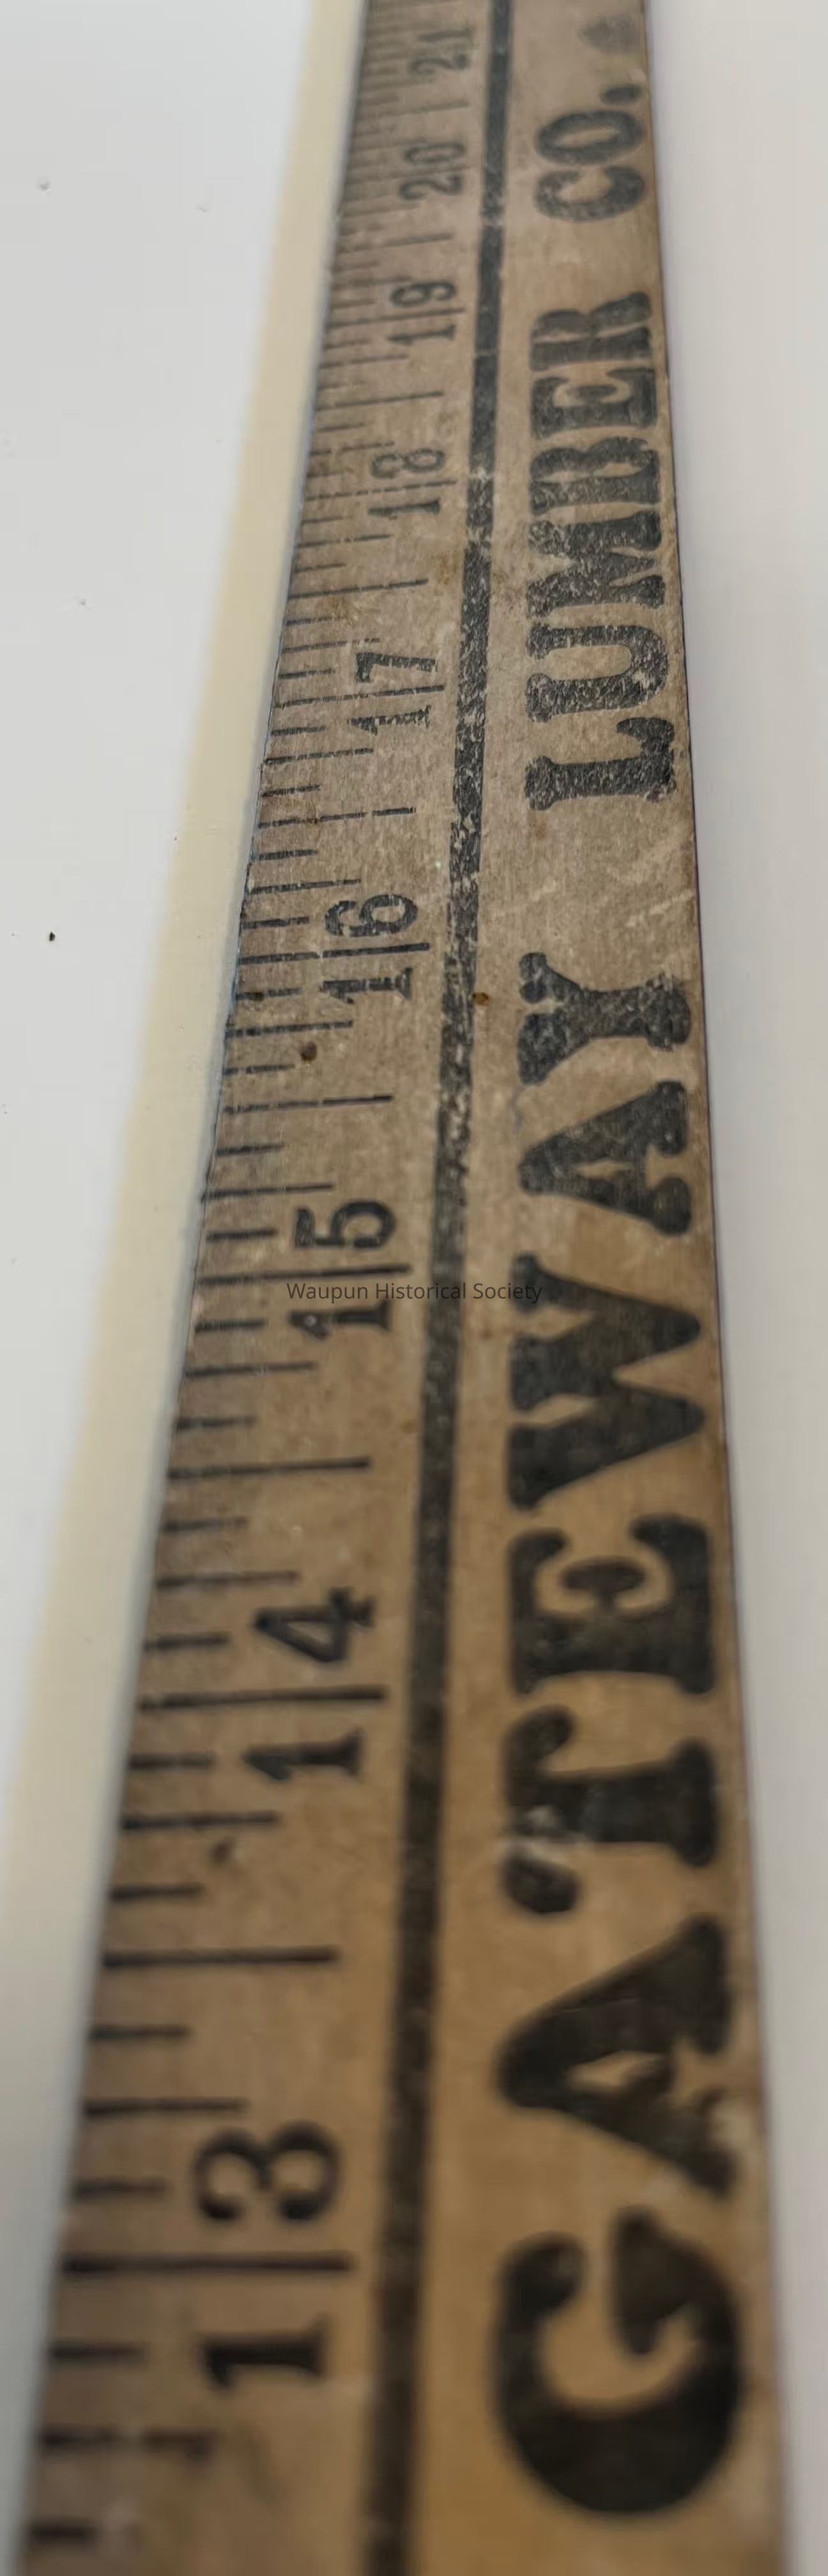 GATEWAY LUMBER CO.
13 14 15 16 17 18 19 20 21
Waupun Historical Society